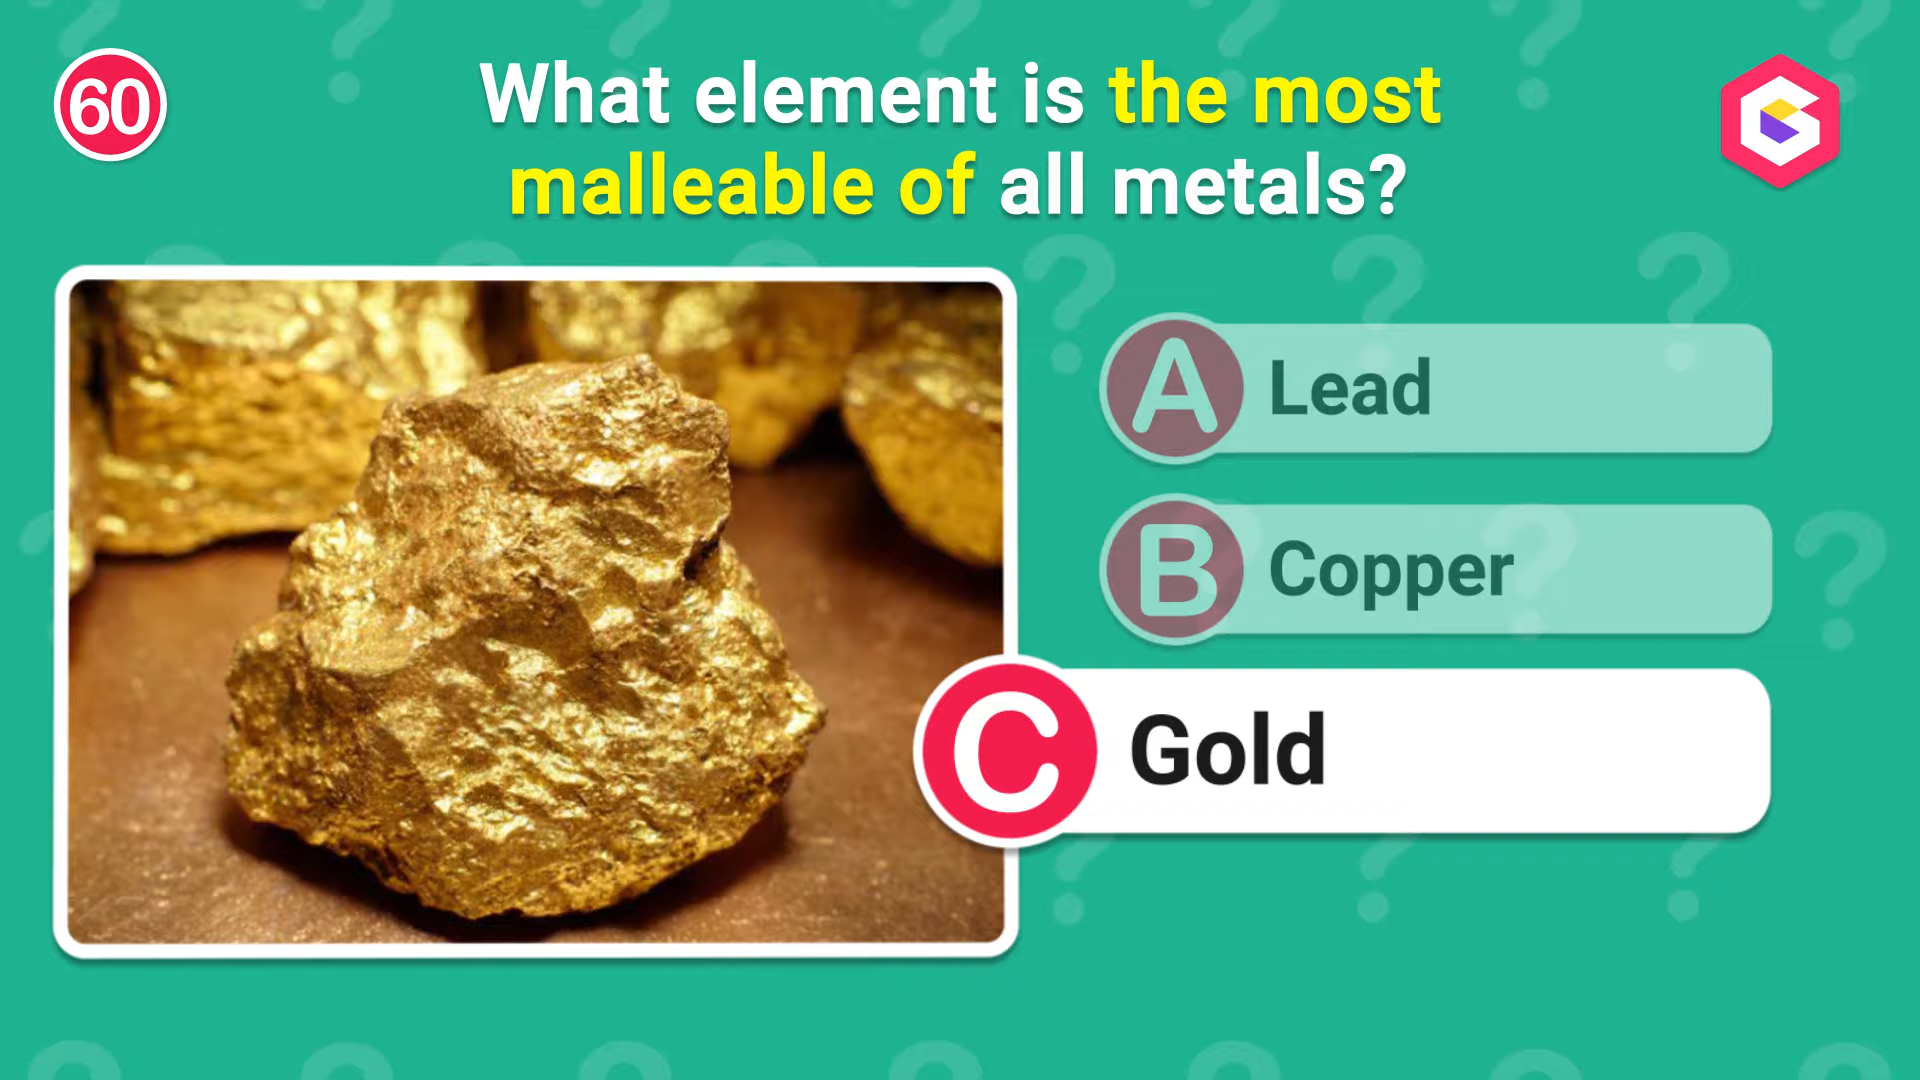 60
What element is the most
malleable of all metals?
A Lead
B Copper
C Gold